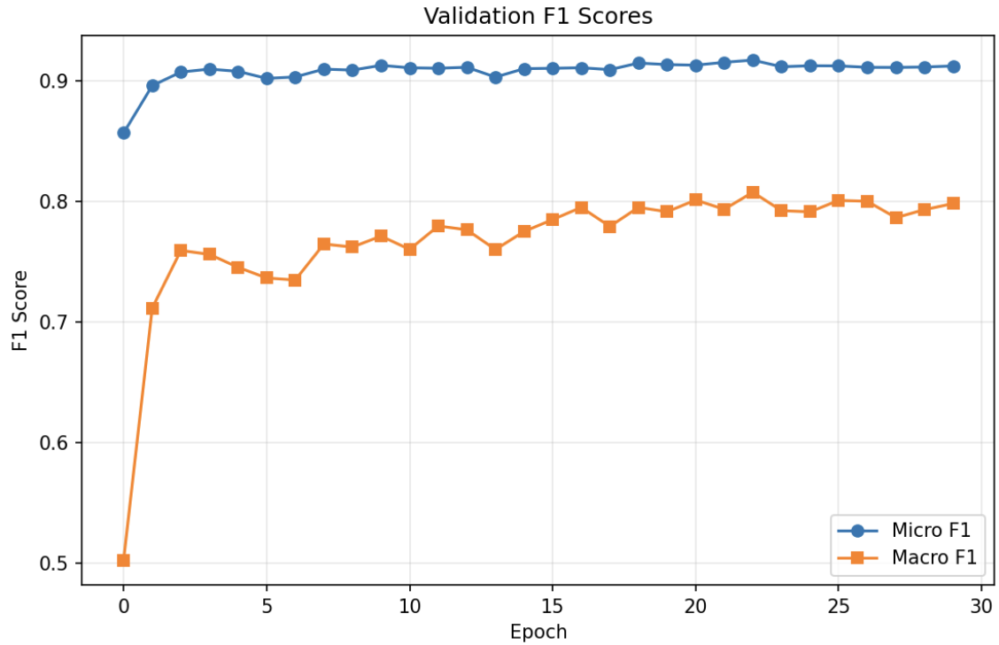 Validation F1 Scores
F1 Score
0.9
0.8
0.7
0.6
0.5
Micro F1
Macro F1
0 5 10 15 20 25 30
Epoch